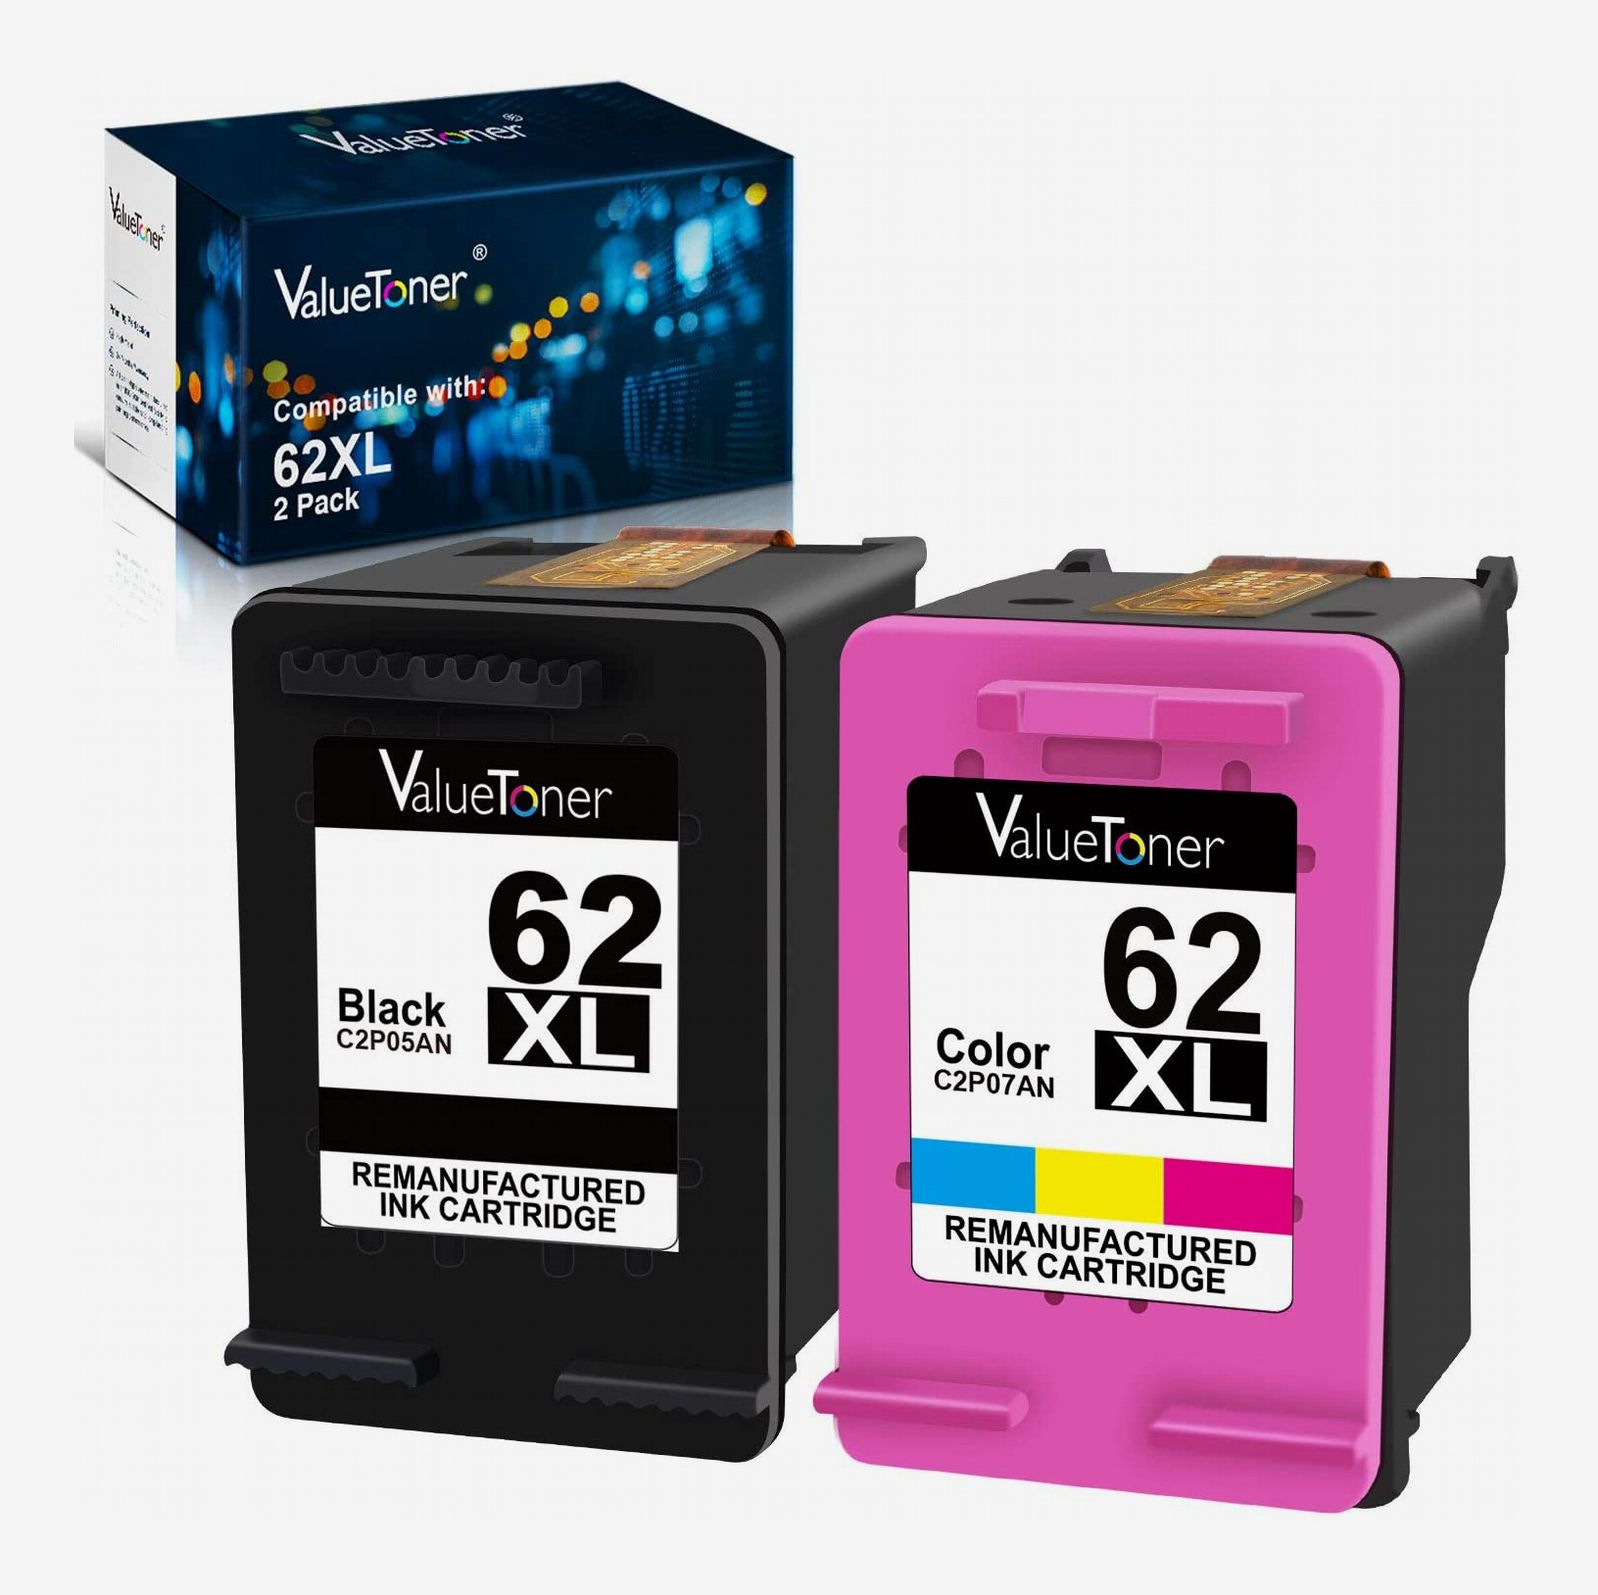 ValueToner®
ValueToner
ValueToner®
Compatible with:
62XL
2 Pack
ValueToner
62
XL
Black
C2P05AN
REMANUFACTURED
INK CARTRIDGE
ValueToner
62
XL
Color
C2P07AN
REMANUFACTURED
INK CARTRIDGE